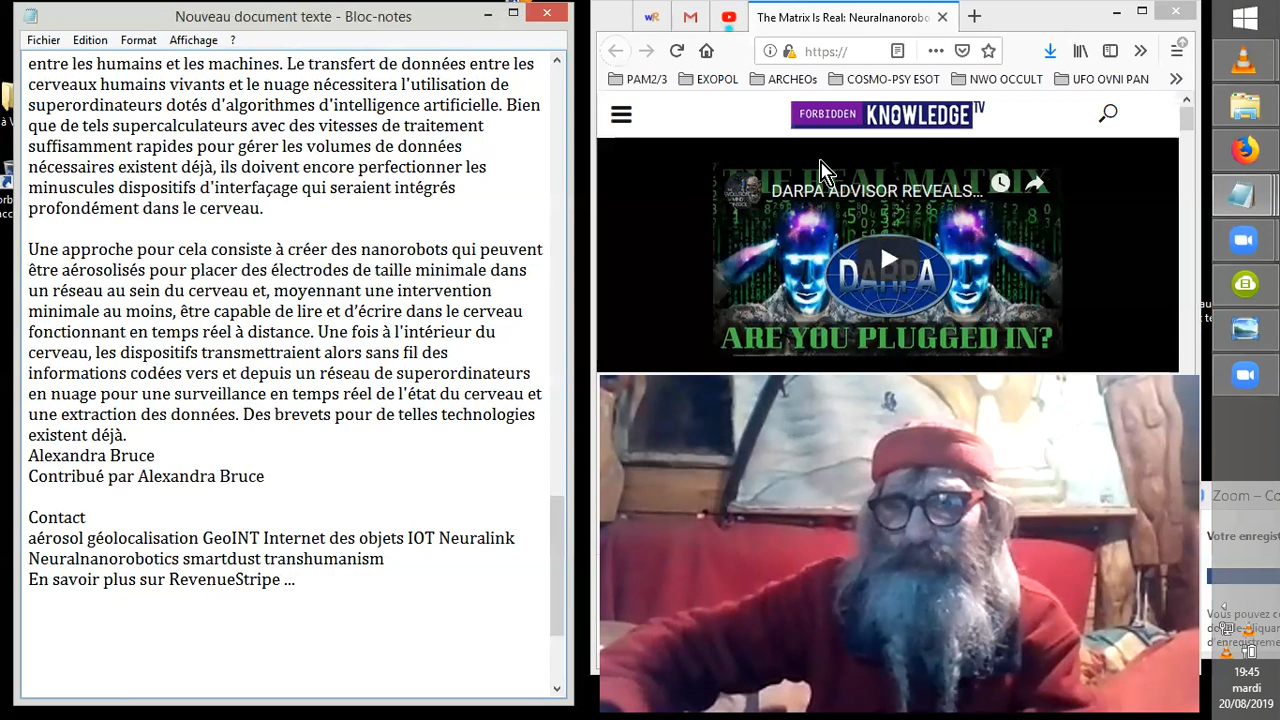 Nouveau document texte - Bloc-notes
Fichier Edition Format Affichage ?
entre les humains et les machines. Le transfert de données entre les
cerveaux humains vivants et le nuage nécessitera l'utilisation de
superordinateurs dotés d'algorithmes d'intelligence artificielle. Bien
que de tels supercalculateurs avec des vitesses de traitement
suffisamment rapides pour gérer les volumes de données
nécessaires existent déjà, ils doivent encore perfectionner les
minuscules dispositifs d'interfaçage qui seraient intégrés
profondément dans le cerveau.
Une approche pour cela consiste à créer des nanorobots qui peuvent
être aérosolisés pour placer des électrodes de taille minimale dans
un réseau au sein du cerveau et, moyennant une intervention
minimale au moins, être capable de lire et d'écrire dans le cerveau
fonctionnant en temps réel à distance. Une fois à l'intérieur du
cerveau, les dispositifs transmettraient alors sans fil des
informations codées vers et depuis un réseau de superordinateurs
en nuage pour une surveillance en temps réel de l'état du cerveau et
une extraction des données. Des brevets pour de telles technologies
existent déjà.
Alexandra Bruce
Contribué par Alexandra Bruce
Contact
aérosol géolocalisation GeoINT Internet des objets IOT Neuralink
Neuralnanorobotics smartdust transhumanism
En savoir plus sur RevenueStripe ...
The Matrix Is Real: Neuralnanorobo
https://
PAM2/3 EXOPOL ARCHEOs COSMO-PSY ESOT NWO OCCULT UFO OVNI PAN
FORBIDDEN KNOWLEDGE TV
THE REAL MATRIX
DARPA ADVISOR REVEALS...
DARPA
ARE YOU PLUGGED IN?
Zoom –
Votre enregist
Vous pouvez
d'enregistreme
19:45
mardi
20/08/2019